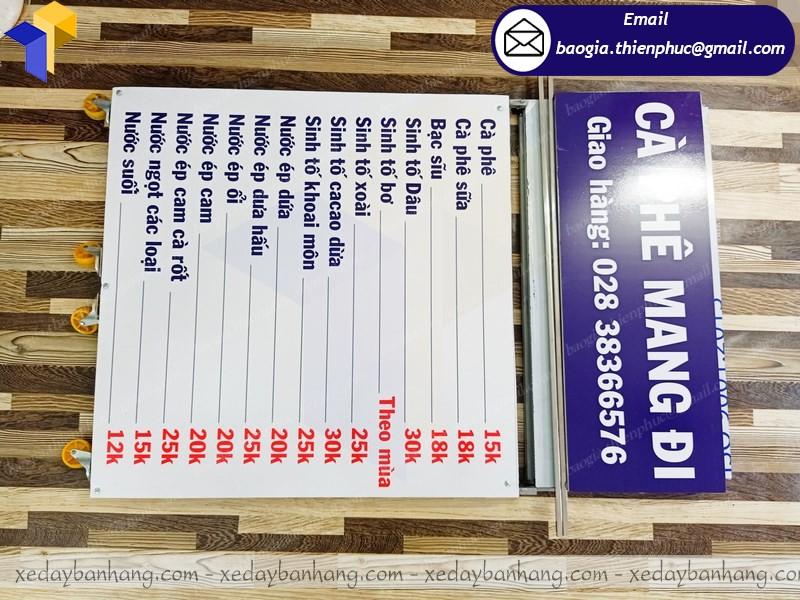 Email
baogia.thienphuc@gmail.com
CÀ PHÊ MANG ĐI
Giao hàng: 028 38366576
Cà phê 15k
Cà phê sữa 18k
Bạc sỉu 18k
Sinh tố Dâu 30k
Sinh tố bơ Theo mùa
Sinh tố xoài 25k
Sinh tố cacao dừa 30k
Sinh tố khoai môn 25k
Nước ép dứa 20k
Nước ép dưa hấu 25k
Nước ép ổi 20k
Nước ép cam 20k
Nước ép cam cà rốt 25k
Nước ngọt các loại 15k
Nước suối 12k
xedaybanhang.com - xedaybanhang.com - xedaybanhang.com - xedaybanhang.com